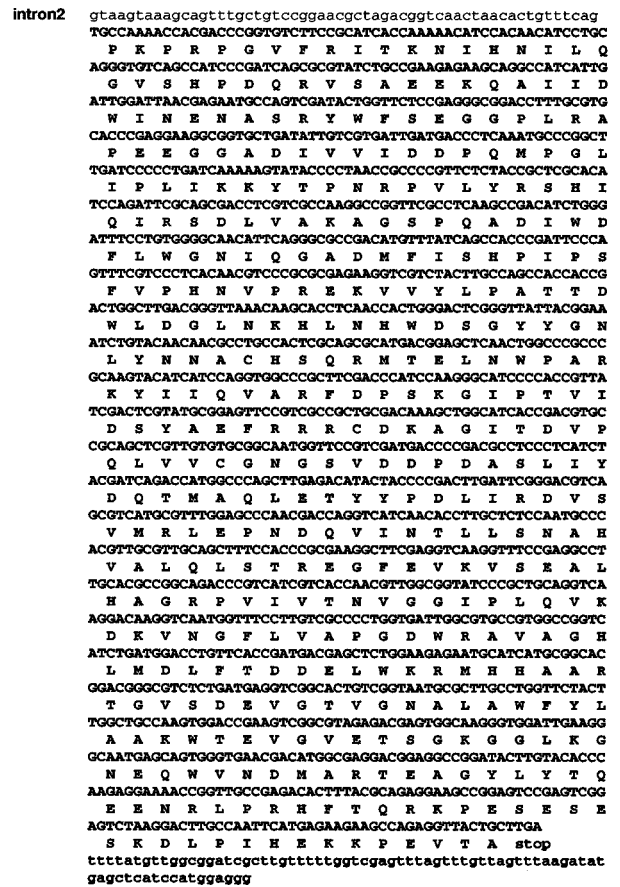 intron2 gtaagtaaagcagtttgctgtccggaacgctagacggtcaactaacactgtttcag
TGCCAAAACCACGACCCGGTGTCTTCCGCATCACCAAAAACATCCACAACATCCTGC
P K P R P G V F R I T K N I H N I L Q
AGGGTGTCAGCCATCCCGATCAGCGCGTATCTGCCGAAGAGAAGCAGGCCATCATTG
G V S H P D Q R V S A E E K Q A I I D
ATTGGATTAACGAGAATGCCAGTCGATACTGGTTCTCCGAGGGCGGACCTTTGCGTG
W I N E N A S R Y W F S E G G P L R A
CACCCGAGGAAGGCGGTGCTGATATTGTCGTGATTGATGACCCTCAAATGCCCGGCT
P E E G G A D I V V I D D P Q M P G L
TGATCCCCCTGATCAAAAAGTATACCCCTAACCGCCCCGTTCTCTACCGCTCGCACA
I P L I K K Y T P N R P V L Y R S H I
TCCAGATTCGCAGCGACCTCGTCGCCAAGGCCGGTTCGCCTCAAGCCGACATCTGGG
Q I R S D L V A K A G S P Q A D I W D
ATTTCCTGTGGGGCAACATTCAGGGCGCCGACATGTTTATCAGCCACCCGATTCCCA
F L W G N I Q G A D M F I S H P I P S
GTTTCGTCCCTCACAACGTCCCGCGCGAGAAGGTCGTCTACTTGCCAGCCACCACCG
F V P H N V P R E K V V Y L P A T T D
ACTGGCTTGACGGGTTAAACAAGCACCTCAACCACTGGGACTCGGGTTATTACGGAA
W L D G L N K H L N H W D S G Y Y G N
ATCTGTACAACAACGCCTGCCACTCGCAGCGCATGACGGAGCTCAACTGGCCCGCCC
L Y N N A C H S Q R M T E L N W P A R
GCAAGTACATCATCCAGGTGGCCCGCTTCGACCCATCCAAGGGCATCCCCACCGTTA
K Y I I Q V A R F D P S K G I P T V I
TCGACTCGTATGCGGAGTTCCGTCGCCGCTGCGACAAAGCTGGCATCACCGACGTGC
D S Y A E F R R R C D K A G I T D V P
CGCAGCTCGTTGTGTGCGGCAATGGTTCCGTCGATGACCCCGACGCCTCCCTCATCT
Q L V V C G N G S V D D P D A S L I Y
ACGATCAGACCATGGCCCAGCTTGAGACATACTACCCCGACTTGATTCGGGACGTCA
D Q T M A Q L E T Y Y P D L I R D V S
GCGTCATGCGTTTGGAGCCCAACGACCAGGTCATCAACACCTTGCTCTCCAATGCCC
V M R L E P N D Q V I N T L L S N A H
ACGTTGCGTTGCAGCTTTCCACCCGCGAAGGCTTCGAGGTCAAGGTTTCCGAGGCCT
V A L Q L S T R E G F E V K V S E A L
TGCACGCCGGCAGACCCGTCATCGTCACCAACGTTGGCGGTATCCCGCTGCAGGTCA
H A G R P V I V T N V G G I P L Q V K
AGGACAAGGTCAATGGTTTCCTTGTCGCCCCTGGTGATTGGCGTGCCGTGGCCGGTC
D K V N G F L V A P G D W R A V A G H
ATCTGATGGACCTGTTCACCGATGACGAGCTCTGGAAGAGAATGCATCATGCGGCAC
L M D L F T D D E L W K R M H H A A R
GGACGGGCGTCTCTGATGAGGTCGGCACTGTCGGTAATGCGCTTGCCTGGTTCTACT
T G V S D E V G T V G N A L A W F Y L
TGGCTGCCAAGTGGACCGAAGTCGGCGTAGAGACGAGTGGCAAGGGTGGATTGAAGG
A A K W T E V G V E T S G K G G L K G
GCAATGAGCAGTGGGTGAACGACATGGCGAGGACGGAGGCCGGATACTTGTACACCC
N E Q W V N D M A R T E A G Y L Y T Q
AAGAGGAAAACCGGTTGCCGAGACACTTTACGCAGAGGAAGCCGGAGTCCGAGTCGG
E E N R L P R H F T Q R K P E S E S E
AGTCTAAGGACTTGCCAATTCATGAGAAGAAGCCAGAGGTTACTGCTTGA
S K D L P I H E K K P E V T A stop
ttttatgttggcggatcgcttgtttttggtcgagtttagtttgttagtttaagatat
gagctcatccatggaggg